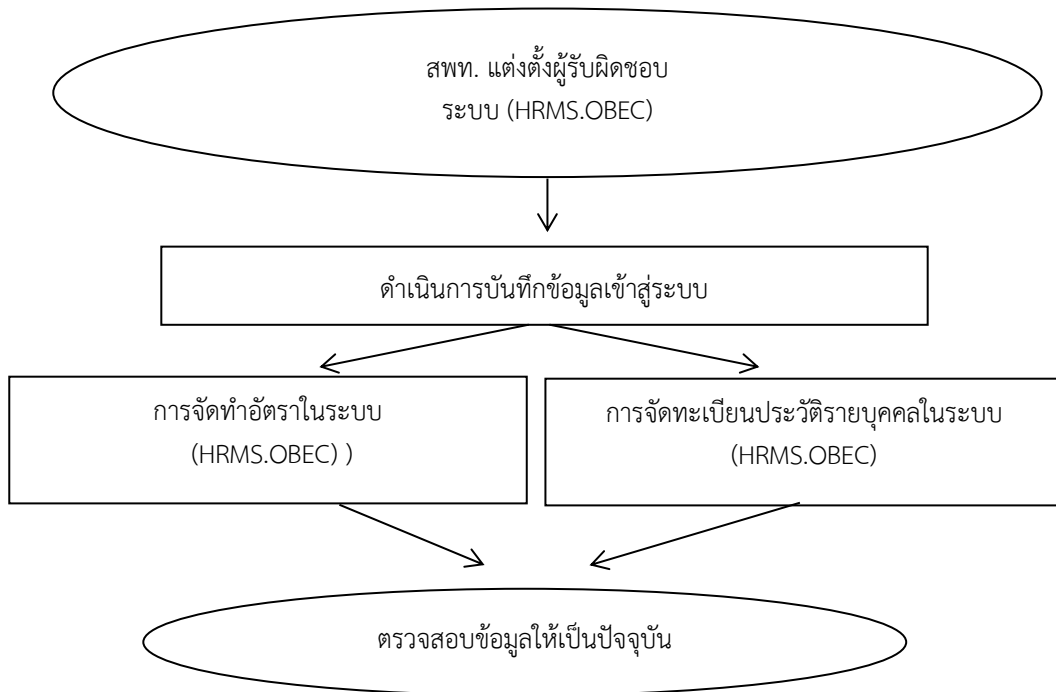 สพท. แต่งตั้งผู้รับผิดชอบ
ระบบ (HRMS.OBEC)
ดำเนินการบันทึกข้อมูลเข้าสู่ระบบ
การจัดทำอัตราในระบบ
(HRMS.OBEC) )
การจัดทะเบียนประวัติรายบุคคลในระบบ
(HRMS.OBEC)
ตรวจสอบข้อมูลให้เป็นปัจจุบัน